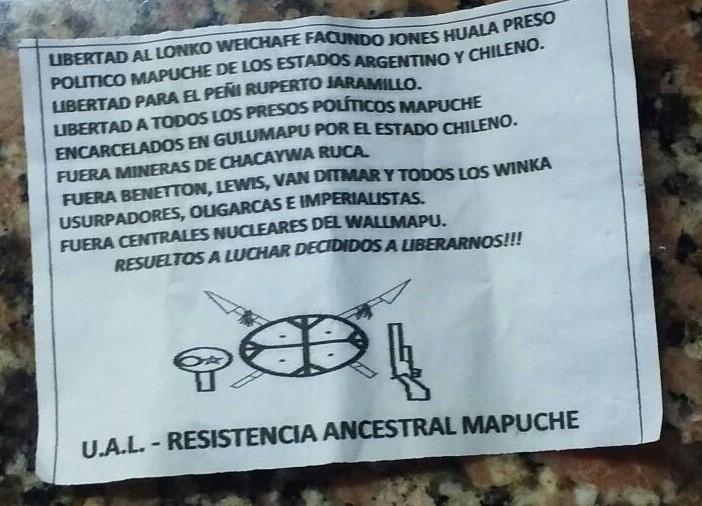 LIBERTAD AL LONKO WEICHAFE FACUNDO JONES HUALA PRESO
POLITICO MAPUCHE DE LOS ESTADOS ARGENTINO Y CHILENO.
LIBERTAD PARA EL PEÑI RUPERTO JARAMILLO.
LIBERTAD A TODOS LOS PRESOS POLÍTICOS MAPUCHE
ENCARCELADOS EN GULUMAPU POR EL ESTADO CHILENO.
FUERA MINERAS DE CHACAYWA RUCA.
FUERA BENETTON, LEWIS, VAN DITMAR Y TODOS LOS WINKA
USURPADORES, OLIGARCAS E IMPERIALISTAS.
FUERA CENTRALES NUCLEARES DEL WALLMAPU.
RESUELTOS A LUCHAR DECIDIDOS A LIBERARNOS!!!
U.A.L. - RESISTENCIA ANCESTRAL MAPUCHE